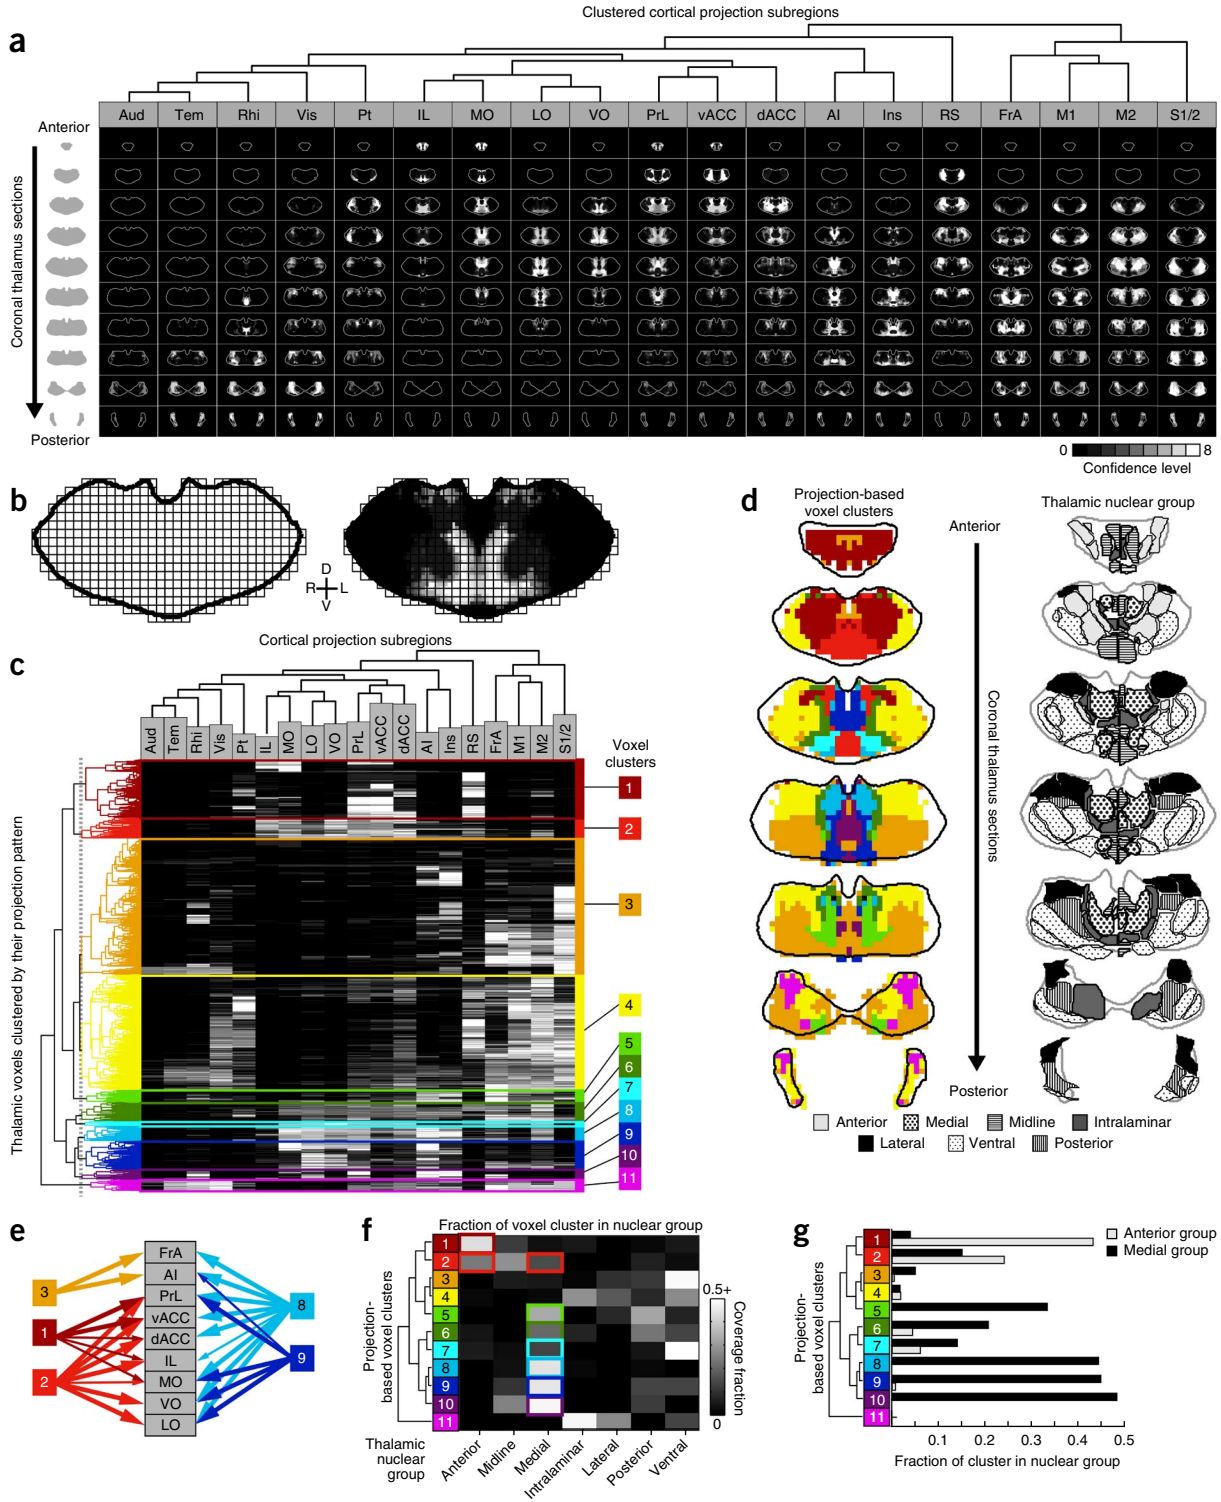 a
Clustered cortical projection subregions
Aud Tem Rhi Vis Pt IL MO LO VO PrL vACC dACC AI Ins RS FrA M1 M2 S1/2
Anterior
Coronal thalamus sections
Posterior
0 8
Confidence level
b
D
R L
V
c
Cortical projection subregions
Aud Tem Rhi Vis Pt IL MO LO VO PrL vACC dACC AI Ins RS FrA M1 M2 S1/2
Voxel
clusters
Thalamic voxels clustered by their projection pattern
1
2
3
4
5
6
7
8
9
10
11
d
Projection-based
voxel clusters
Anterior
Thalamic nuclear group
Coronal thalamus sections
Posterior
Anterior Medial Midline Intralaminar
Lateral Ventral Posterior
e
FrA
AI
PrL
vACC
dACC
IL
MO
VO
LO
3
1
2
8
9
f
Fraction of voxel cluster in nuclear group
Projection-
based voxel clusters
1
2
3
4
5
6
7
8
9
10
11
0.5+
Coverage fraction
0
Thalamic
nuclear
group
Anterior
Midline
Medial
Intralaminar
Lateral
Posterior
Ventral
g
Anterior group
Medial group
Projection-
based voxel clusters
1
2
3
4
5
6
7
8
9
10
11
0.1 0.2 0.3 0.4 0.5
Fraction of cluster in nuclear group